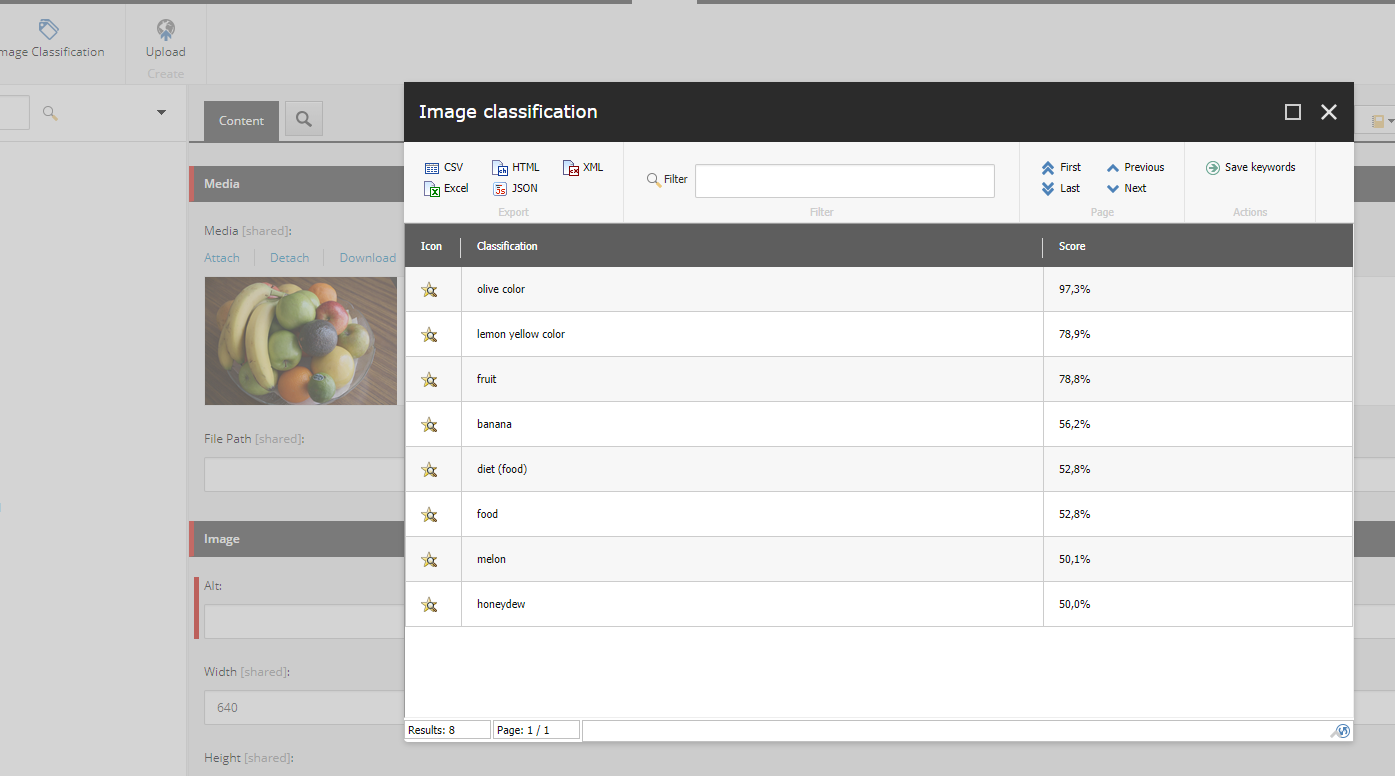 mage Classification
Upload
Create
Content
Media
Media [shared]:
Attach Detach Download
File Path [shared]:
Image
Alt:
Width [shared]:
640
Height [shared]:
Image classification
CSV HTML XML
Excel JSON
Export
Filter
Filter
First Previous
Last Next
Page
Save keywords
Actions
Icon Classification Score
olive color 97,3%
lemon yellow color 78,9%
fruit 78,8%
banana 56,2%
diet (food) 52,8%
food 52,8%
melon 50,1%
honeydew 50,0%
Results: 8 Page: 1 / 1